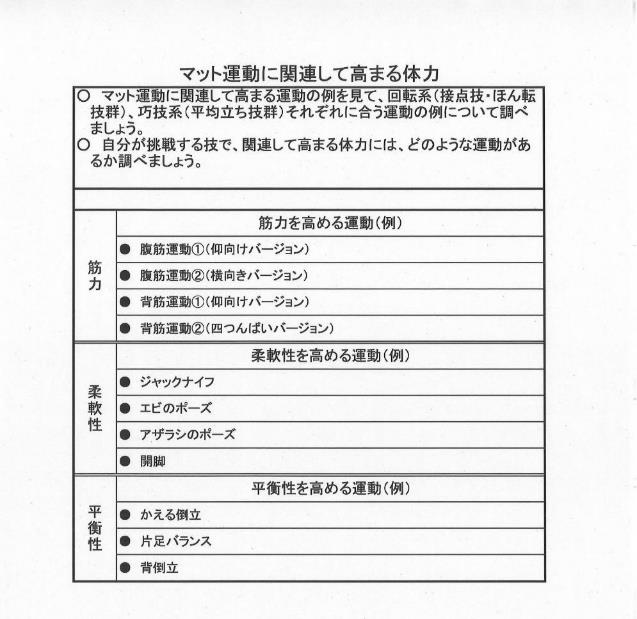 マット運動に関連して高まる体力
〇 マット運動に関連して高まる運動の例を見て、回転系(接点技・ほん転
技群)、巧技系(平均立ち技群)それぞれに合う運動の例について調べ
ましょう。
〇 自分が挑戦する技で、関連して高まる体力には、どのような運動があ
るか調べましょう。
筋力
筋力を高める運動(例)
● 腹筋運動①(仰向けバージョン)
● 腹筋運動②(横向きバージョン)
● 背筋運動①(仰向けバージョン)
● 背筋運動②(四つんばいバージョン)
柔軟性
柔軟性を高める運動(例)
● ジャックナイフ
● エビのポーズ
● アザラシのポーズ
● 開脚
平衡性
平衡性を高める運動(例)
● かえる倒立
● 片足バランス
● 背倒立